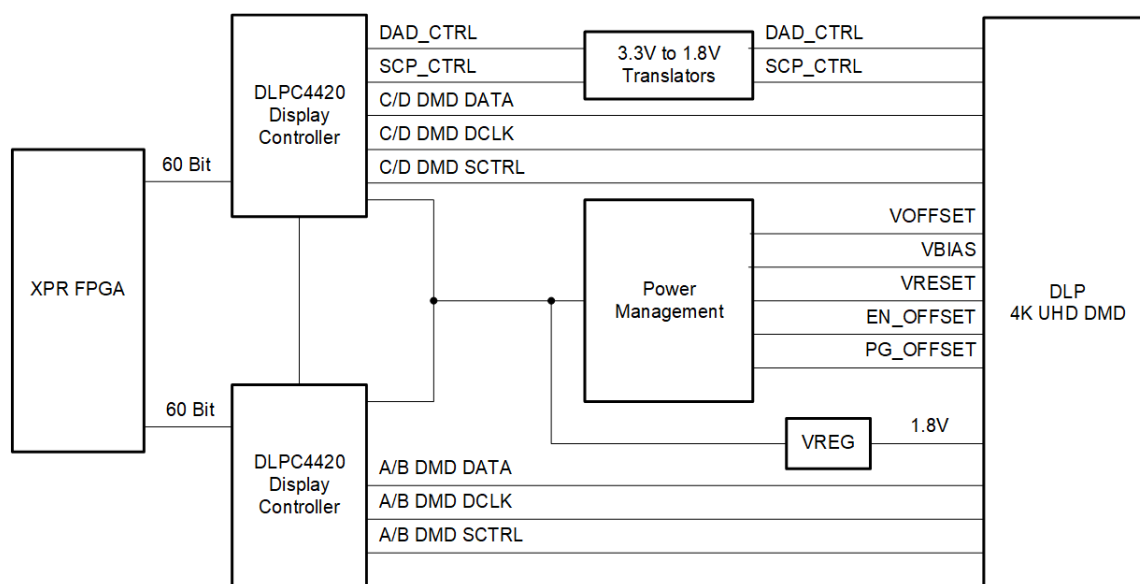 DAD_CTRL
SCP_CTRL
C/D DMD DATA
C/D DMD DCLK
C/D DMD SCTRL
3.3V to 1.8V
Translators
DAD_CTRL
SCP_CTRL
DLPC4420
Display
Controller
60 Bit
XPR FPGA
60 Bit
Power
Management
VOFFSET
VBIAS
VRESET
EN_OFFSET
PG_OFFSET
DLP
4K UHD DMD
VREG
1.8V
DLPC4420
Display
Controller
A/B DMD DATA
A/B DMD DCLK
A/B DMD SCTRL